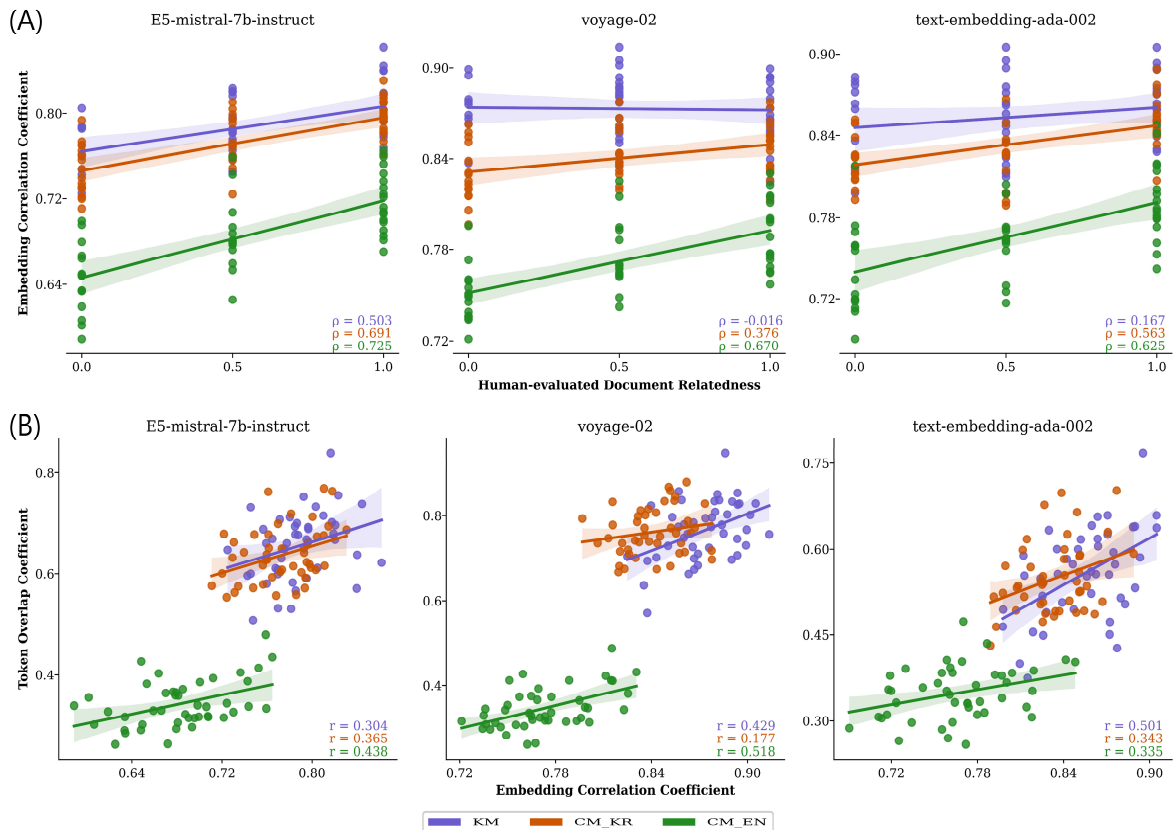 (A)
E5-mistral-7b-instruct
voyage-02
text-embedding-ada-002
Embedding Correlation Coefficient
0.80
0.72
0.64
0.90
0.84
0.78
0.72
0.90
0.84
0.78
0.72
ρ = 0.503
ρ = 0.691
ρ = 0.725
ρ = -0.016
ρ = 0.376
ρ = 0.670
ρ = 0.167
ρ = 0.563
ρ = 0.625
0.0 0.5 1.0
0.0 0.5 1.0
0.0 0.5 1.0
Human-evaluated Document Relatedness
(B)
E5-mistral-7b-instruct
voyage-02
text-embedding-ada-002
Token Overlap Coefficient
0.8
0.6
0.4
0.8
0.6
0.4
0.75
0.60
0.45
0.30
r = 0.304
r = 0.365
r = 0.438
r = 0.429
r = 0.177
r = 0.518
r = 0.501
r = 0.343
r = 0.335
0.64 0.72 0.80
0.72 0.78 0.84 0.90
0.72 0.78 0.84 0.90
Embedding Correlation Coefficient
KM CM_KR CM_EN